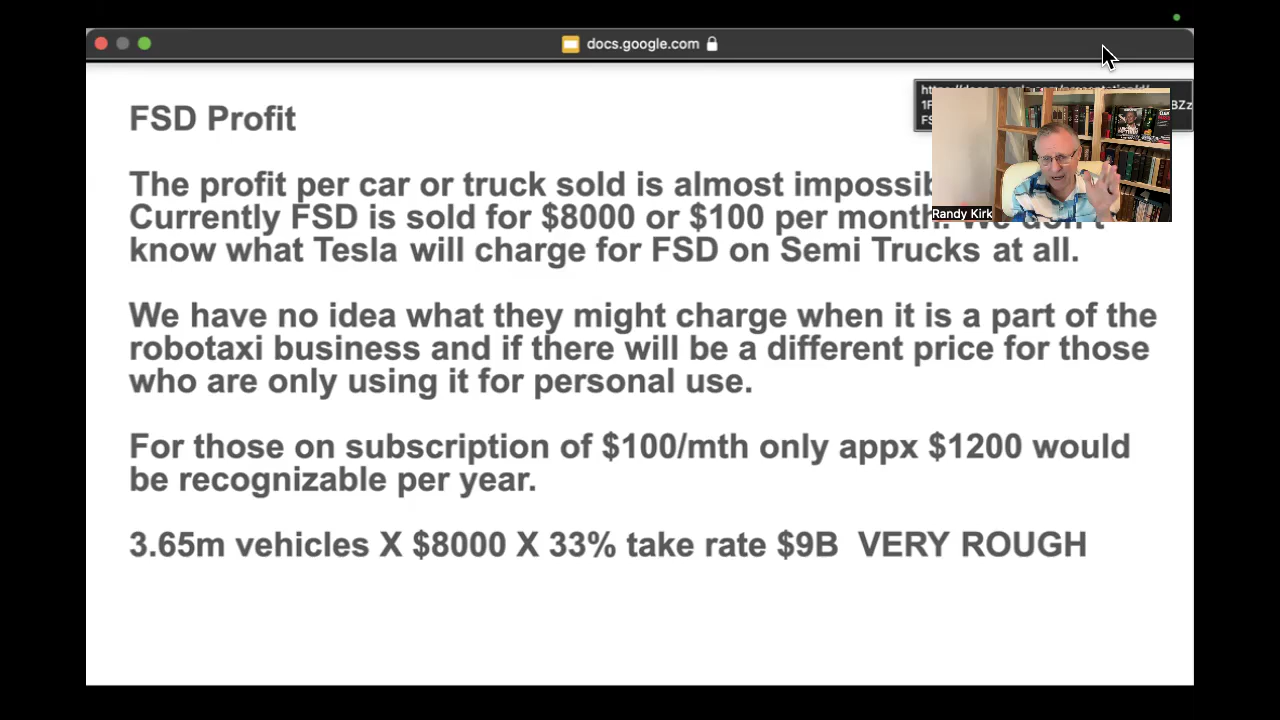 docs.google.com
FSD Profit
The profit per car or truck sold is almost
Currently FSD is sold for $8000 or $100 per month. We don't
know what Tesla will charge for FSD on Semi Trucks at all.
Randy Kirk
We have no idea what they might charge when it is a part of the
robotaxi business and if there will be a different price for those
who are only using it for personal use.
For those on subscription of $100/mth only appx $1200 would
be recognizable per year.
3.65m vehicles X $8000 X 33% take rate $9B VERY ROUGH